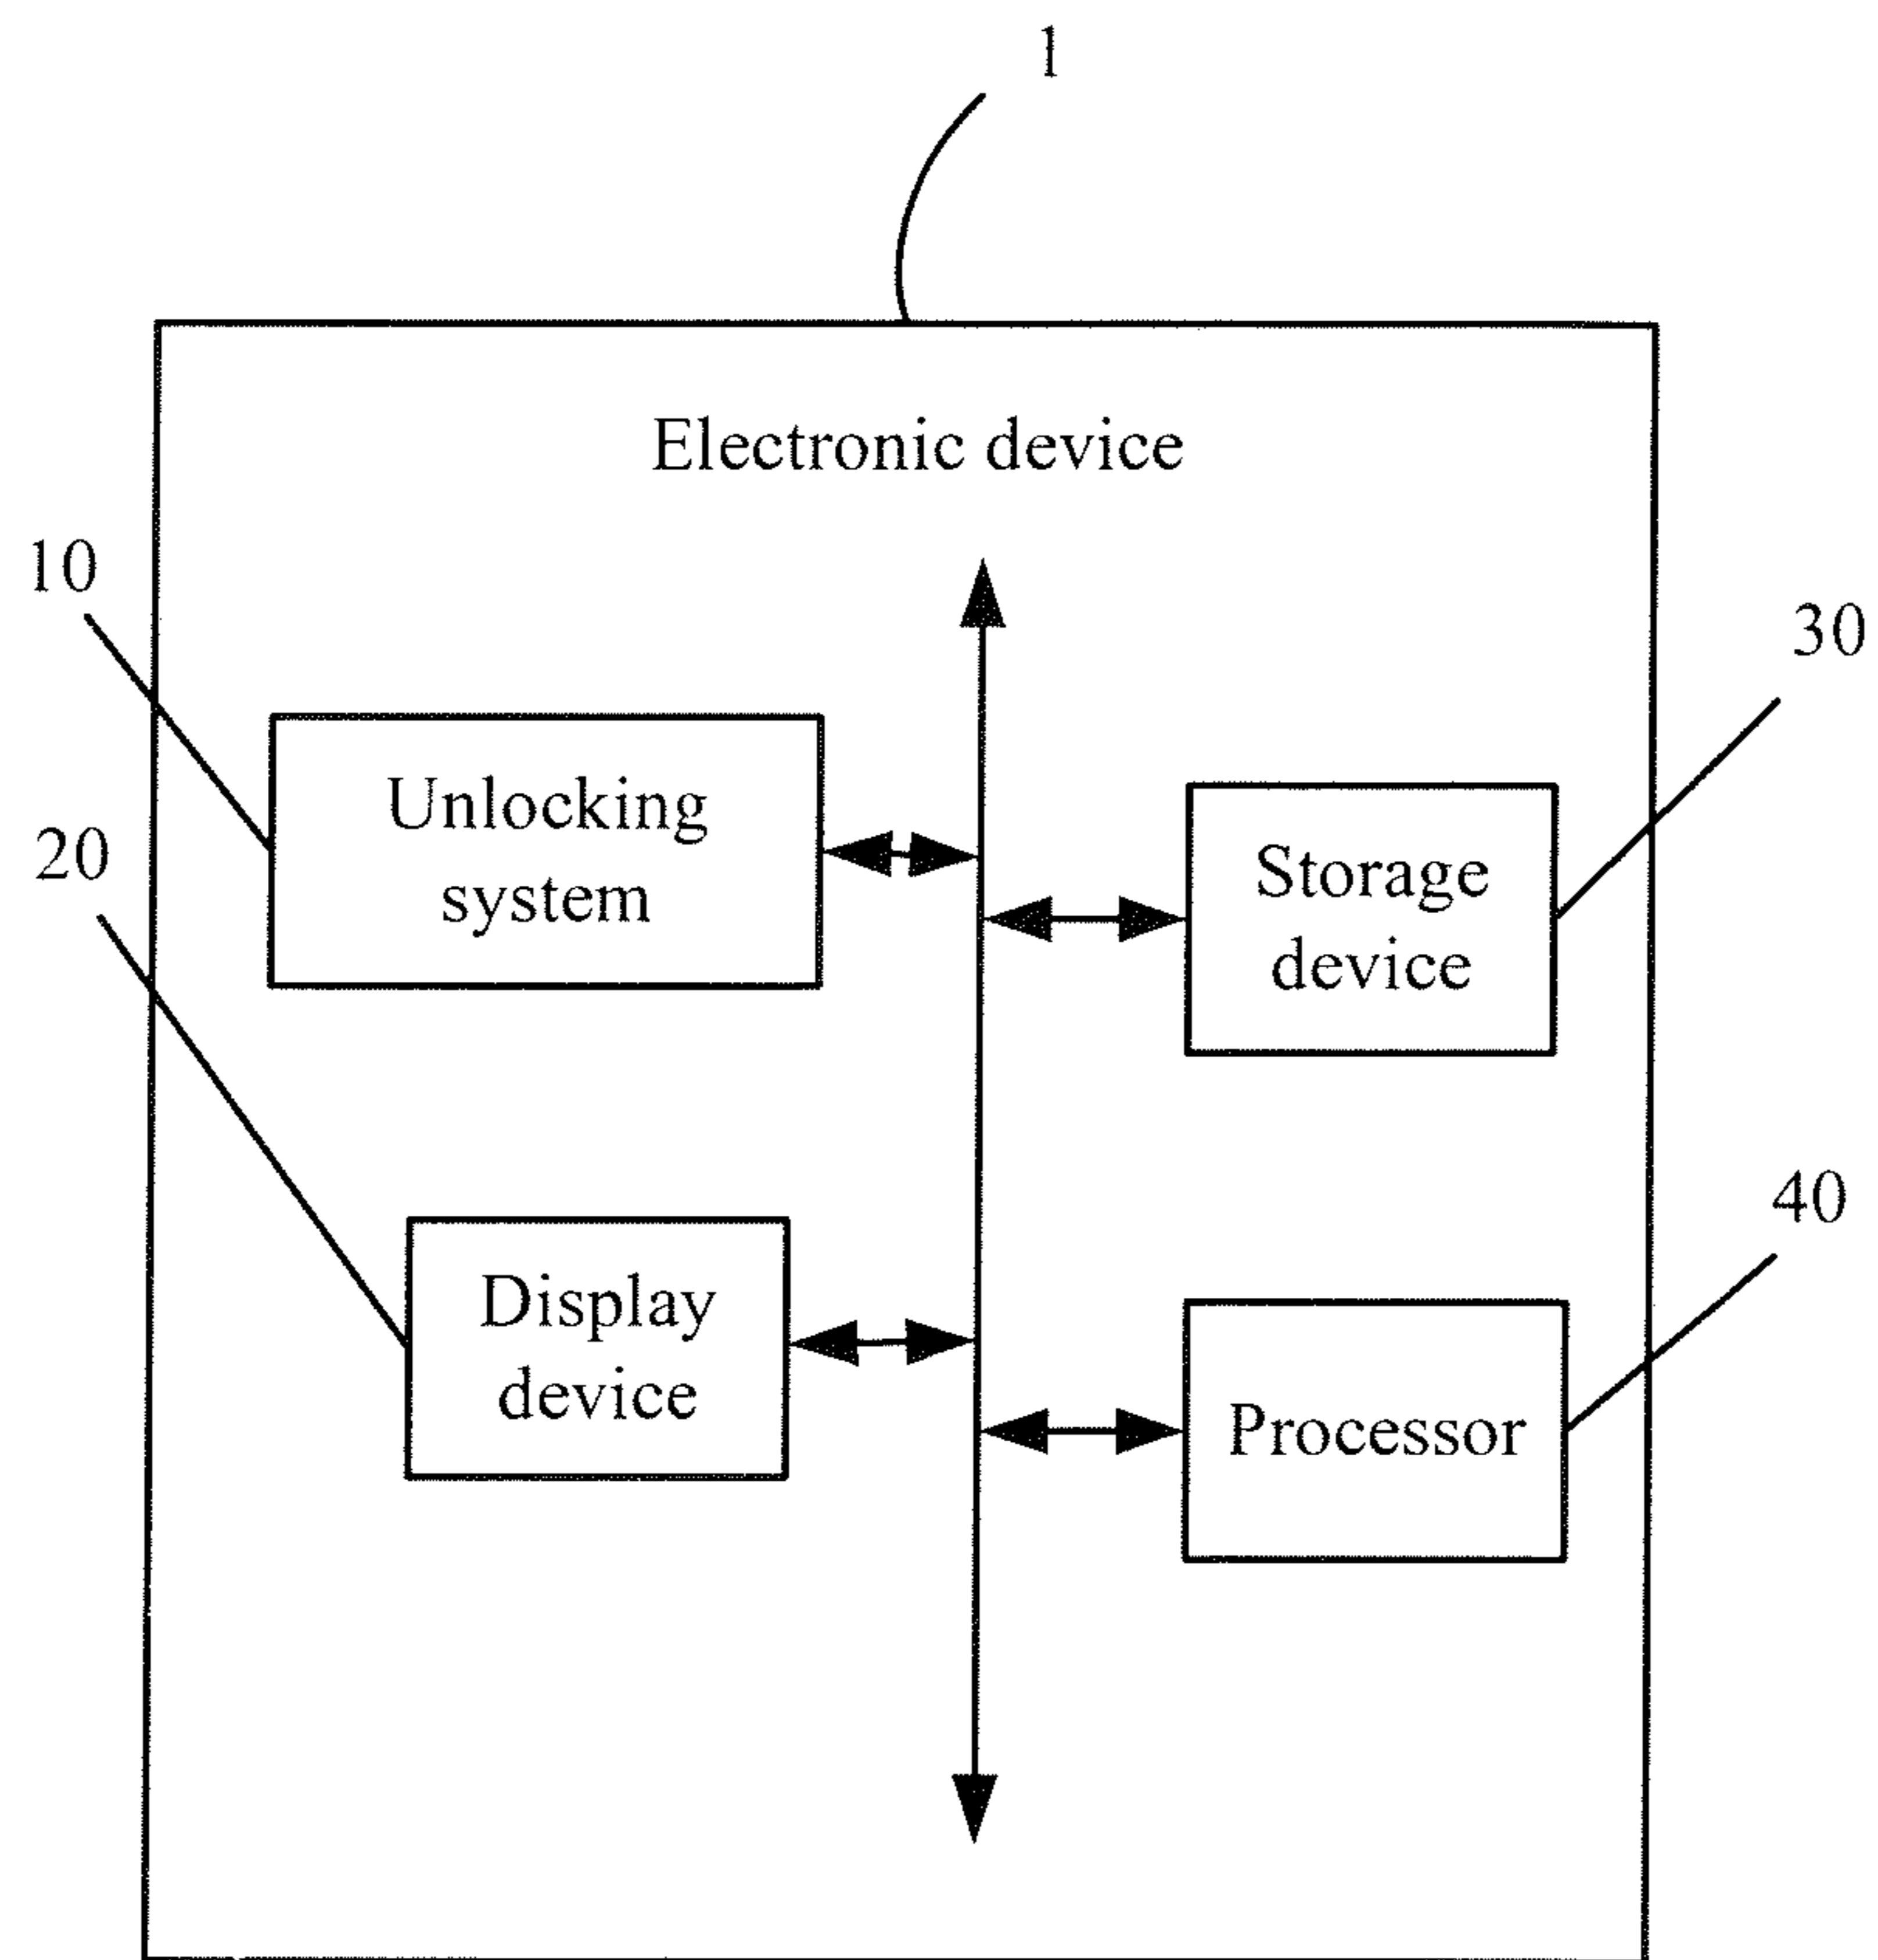 1
Electronic device
10
30
Unlocking
system
20
Storage
device
40
Display
device
Processor